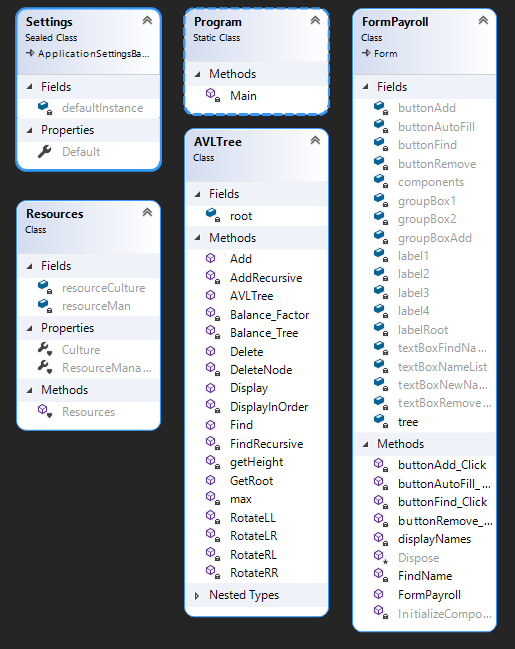 Settings
Sealed Class
ApplicationSettingsBa...
Fields
defaultInstance
Properties
Default
Resources
Class
Fields
resourceCulture
resourceMan
Properties
Culture
ResourceMana...
Methods
Resources
Program
Static Class
Methods
Main
AVLTree
Class
Fields
root
Methods
Add
AddRecursive
AVLTree
Balance_Factor
Balance_Tree
Delete
DeleteNode
Display
DisplayInOrder
Find
FindRecursive
getHeight
GetRoot
max
RotateLL
RotateLR
RotateRL
RotateRR
Nested Types
FormPayroll
Class
Form
Fields
buttonAdd
buttonAutoFill
buttonFind
buttonRemove
components
groupBox1
groupBox2
groupBoxAdd
label1
label2
label3
label4
labelRoot
textBoxFindNa...
textBoxNameList
textBoxNewNa...
textBoxRemove...
tree
Methods
buttonAdd_Click
buttonAutoFill_...
buttonFind_Click
buttonRemove_...
displayNames
Dispose
FindName
FormPayroll
InitializeCompo...